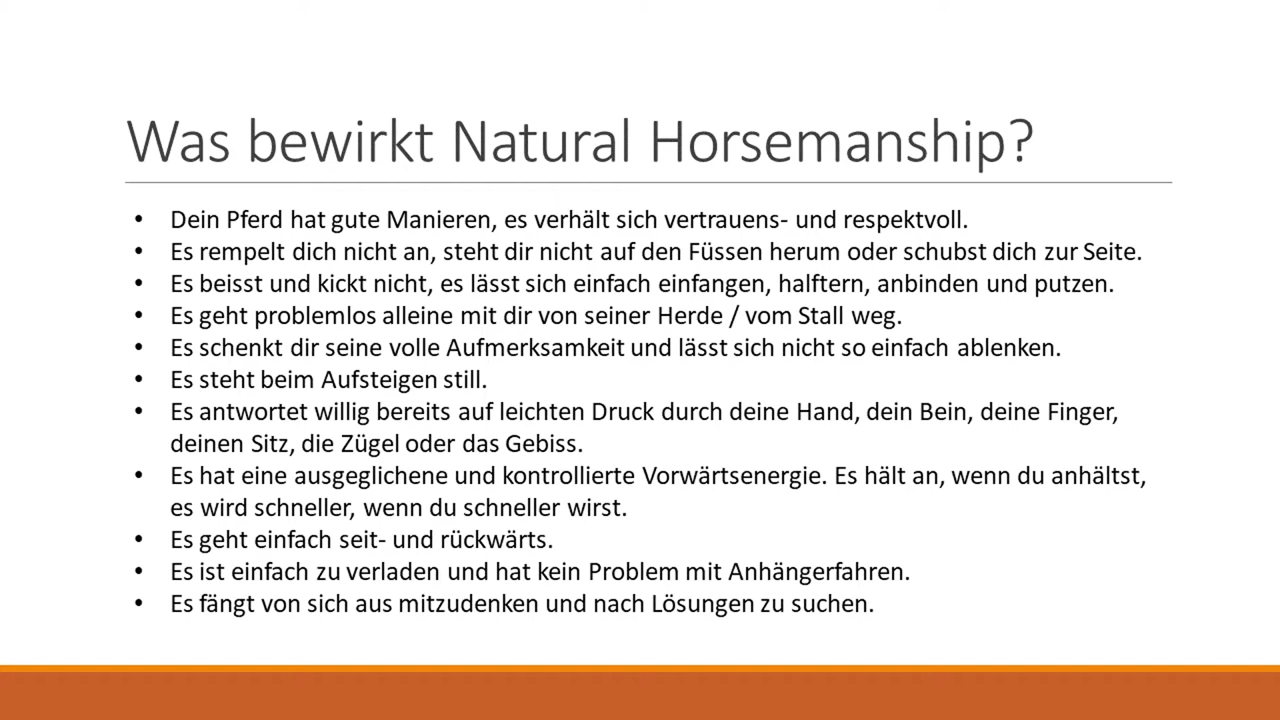 Was bewirkt Natural Horsemanship?
• Dein Pferd hat gute Manieren, es verhält sich vertrauens- und respektvoll.
• Es rempelt dich nicht an, steht dir nicht auf den Füssen herum oder schubst dich zur Seite.
• Es beisst und kickt nicht, es lässt sich einfach einfangen, halftern, anbinden und putzen.
• Es geht problemlos alleine mit dir von seiner Herde / vom Stall weg.
• Es schenkt dir seine volle Aufmerksamkeit und lässt sich nicht so einfach ablenken.
• Es steht beim Aufsteigen still.
• Es antwortet willig bereits auf leichten Druck durch deine Hand, dein Bein, deine Finger,
deinen Sitz, die Zügel oder das Gebiss.
• Es hat eine ausgeglichene und kontrollierte Vorwärtsenergie. Es hält an, wenn du anhältst,
es wird schneller, wenn du schneller wirst.
• Es geht einfach seit- und rückwärts.
• Es ist einfach zu verladen und hat kein Problem mit Anhängerfahren.
• Es fängt von sich aus mitzudenken und nach Lösungen zu suchen.